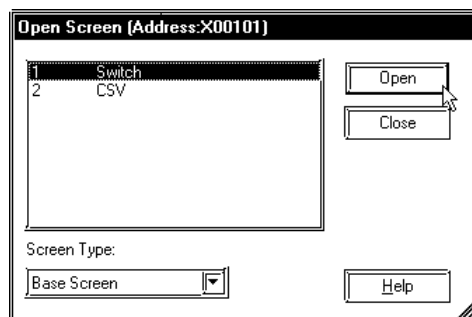 Open Screen (Address:X00101)
1 Switch
2 CSV
Open
Close
Screen Type:
Base Screen
Help